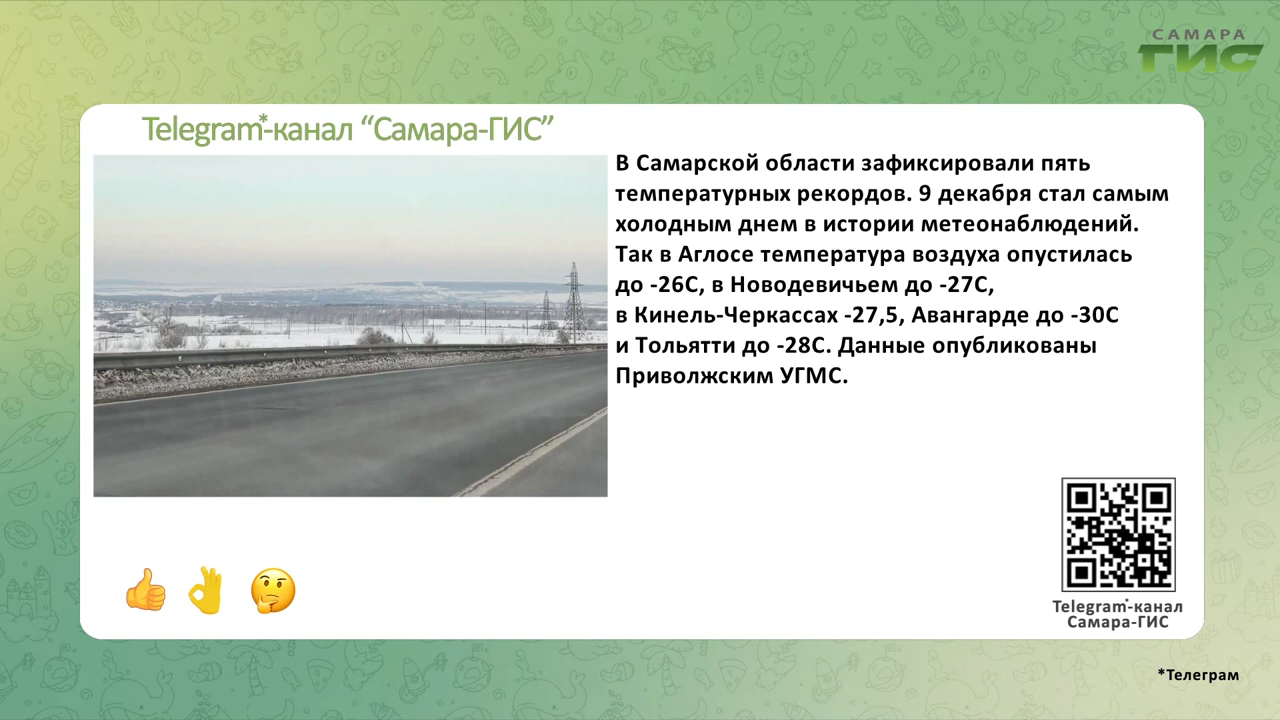 САМАРА
ГИС
Telegram*-канал “Самара-ГИС”
В Самарской области зафиксировали пять
температурных рекордов. 9 декабря стал самым
холодным днем в истории метеонаблюдений.
Так в Аглосе температура воздуха опустилась
до -26С, в Новодевичьем до -27С,
в Кинель-Черкассах -27,5, Авангарде до -30С
и Тольятти до -28С. Данные опубликованы
Приволжским УГМС.
Telegram*-канал
Самара-ГИС
*Телеграм